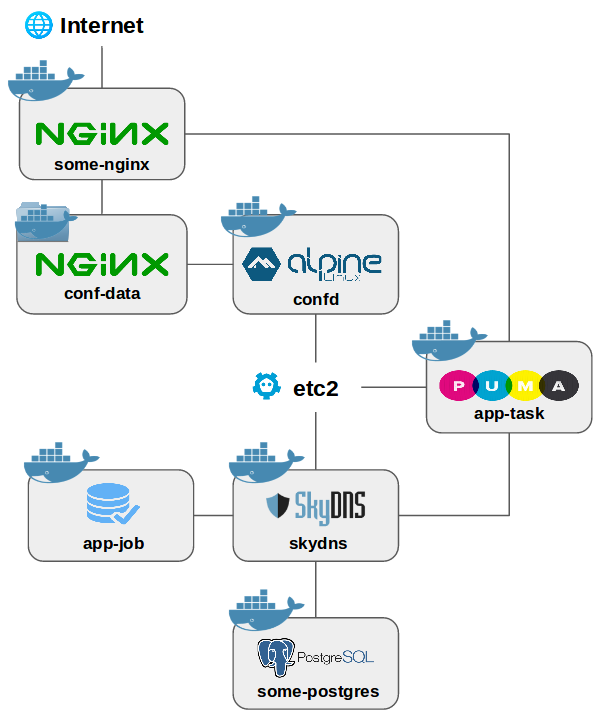 Internet
NGiNX
some-nginx
NGiNX
conf-data
alpine
Linux
confd
PUMA
app-task
etc2
app-job
SkyDNS
skydns
PostgreSQL
some-postgres